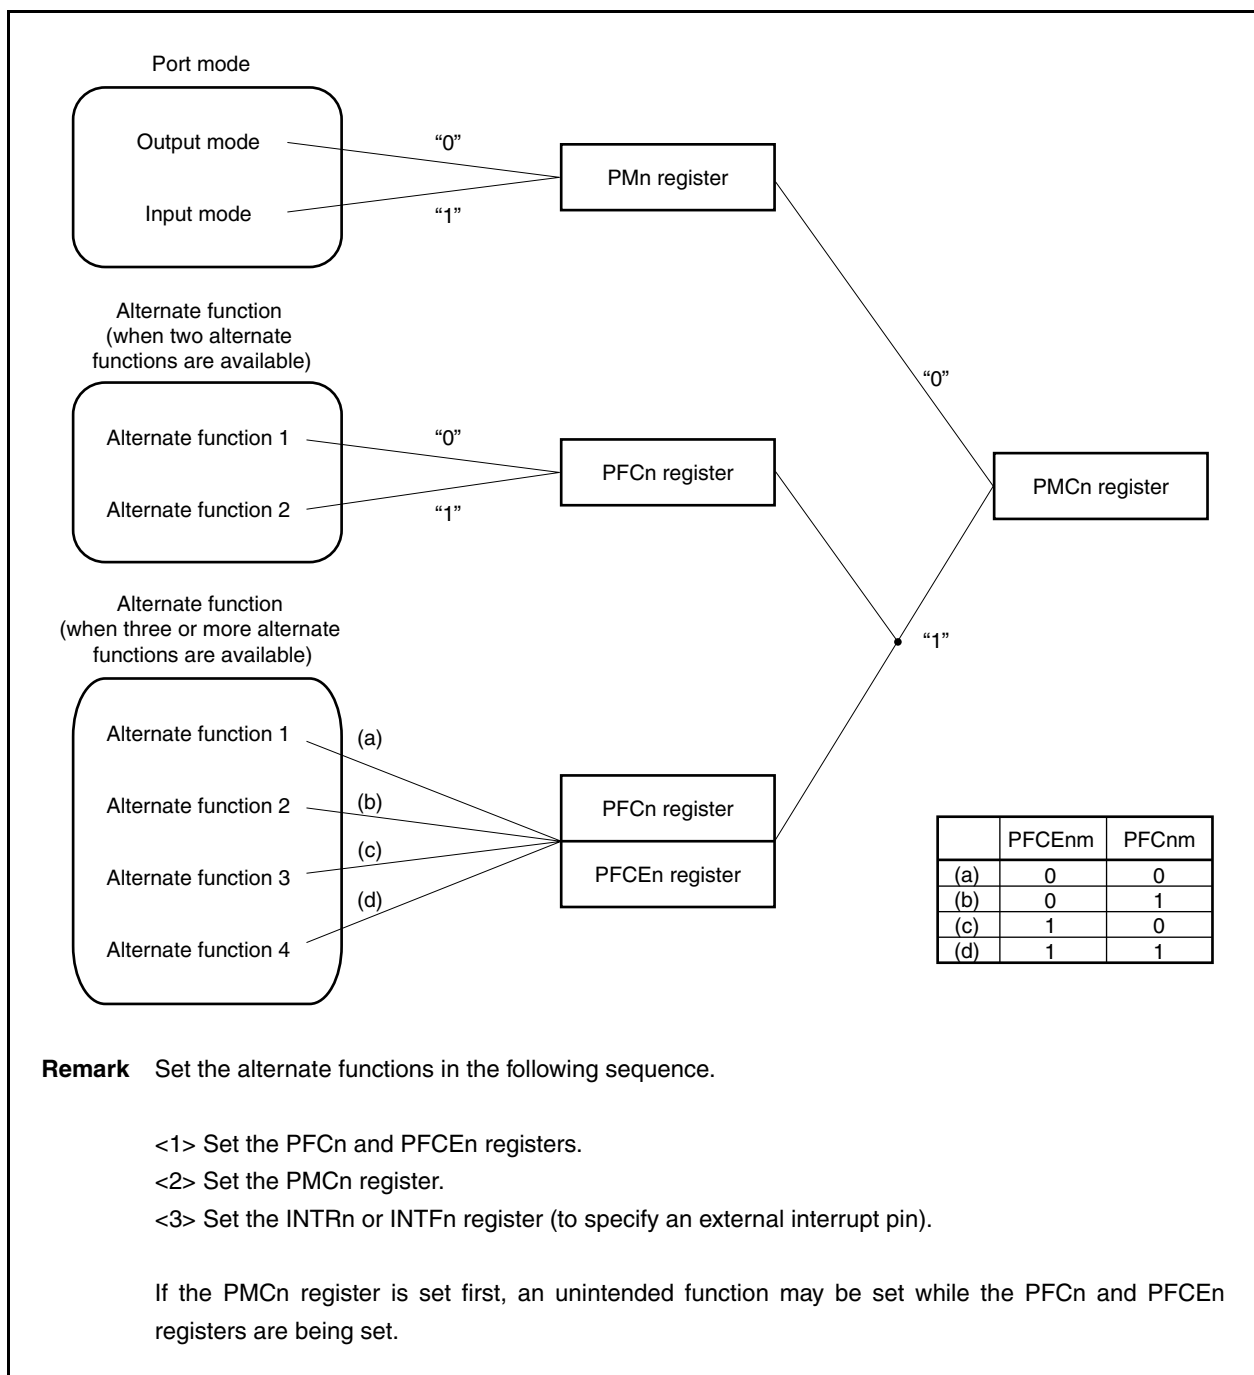 Port mode
Output mode
“0”
PMn register
Input mode
“1”
Alternate function
(when two alternate
functions are available)
“0”
Alternate function 1
“0”
PFCn register
PMCn register
Alternate function 2
“1”
Alternate function
(when three or more alternate
functions are available)
“1”
Alternate function 1
(a)
Alternate function 2
(b)
PFCn register
(c)
Alternate function 3
PFCEn register
(d)
Alternate function 4
PFCEnm PFCnm
(a) 0 0
(b) 0 1
(c) 1 0
(d) 1 1
Remark Set the alternate functions in the following sequence.
<1> Set the PFCn and PFCEn registers.
<2> Set the PMCn register.
<3> Set the INTRn or INTFn register (to specify an external interrupt pin).
If the PMCn register is set first, an unintended function may be set while the PFCn and PFCEn
registers are being set.